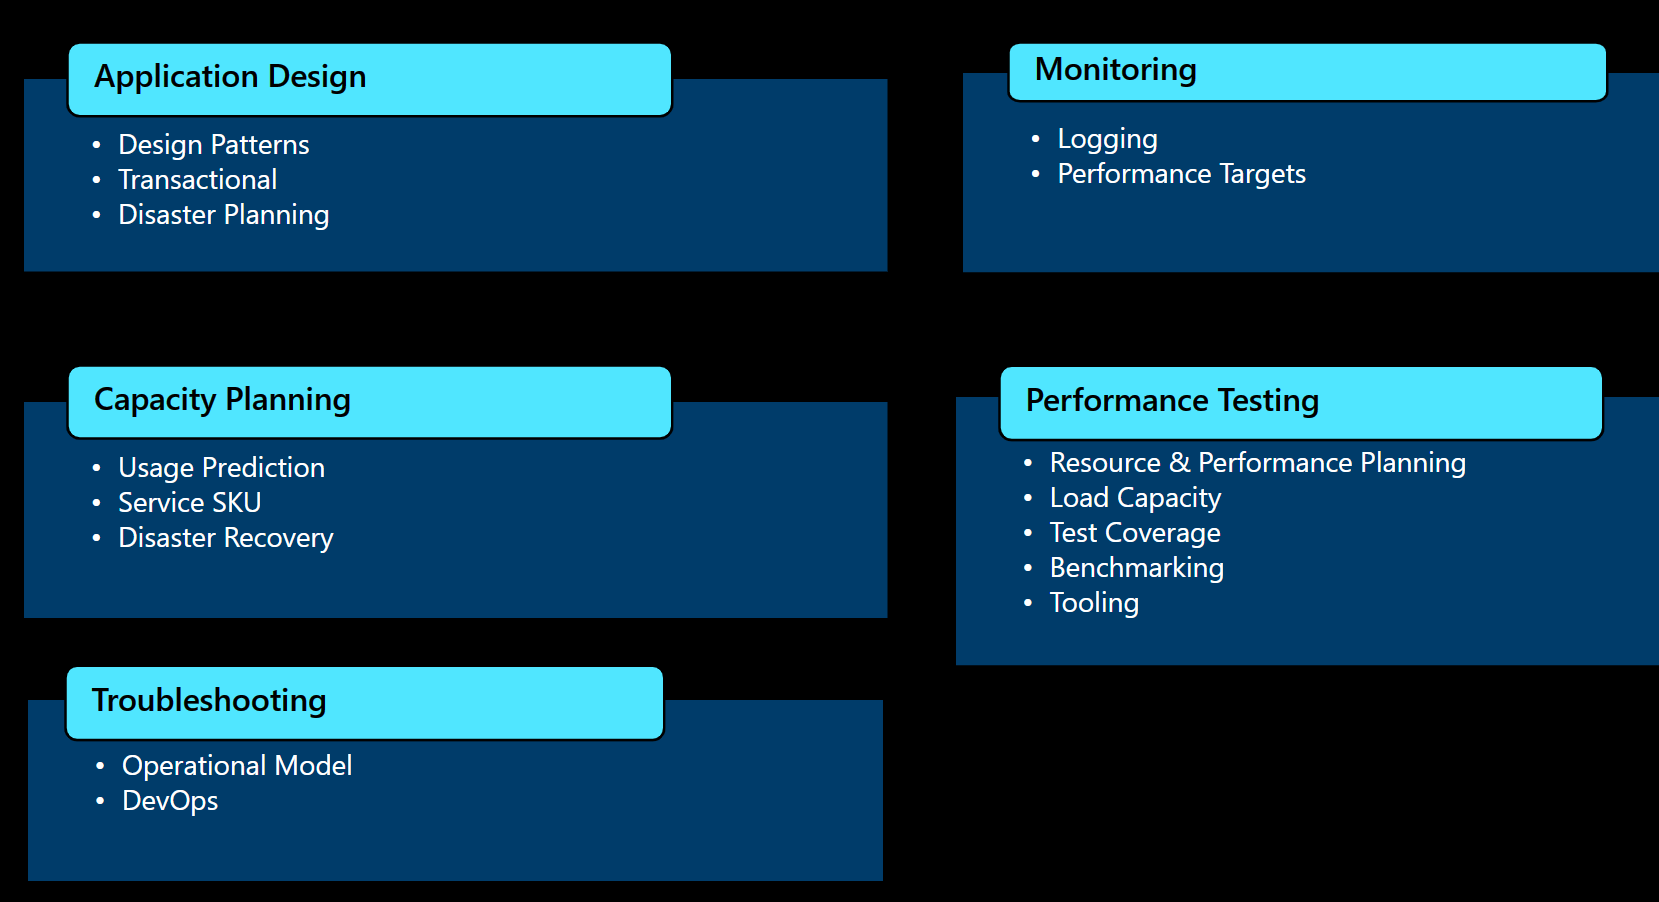 Application Design
• Design Patterns
• Transactional
• Disaster Planning
Monitoring
• Logging
• Performance Targets
Capacity Planning
• Usage Prediction
• Service SKU
• Disaster Recovery
Performance Testing
• Resource & Performance Planning
• Load Capacity
• Test Coverage
• Benchmarking
• Tooling
Troubleshooting
• Operational Model
• DevOps